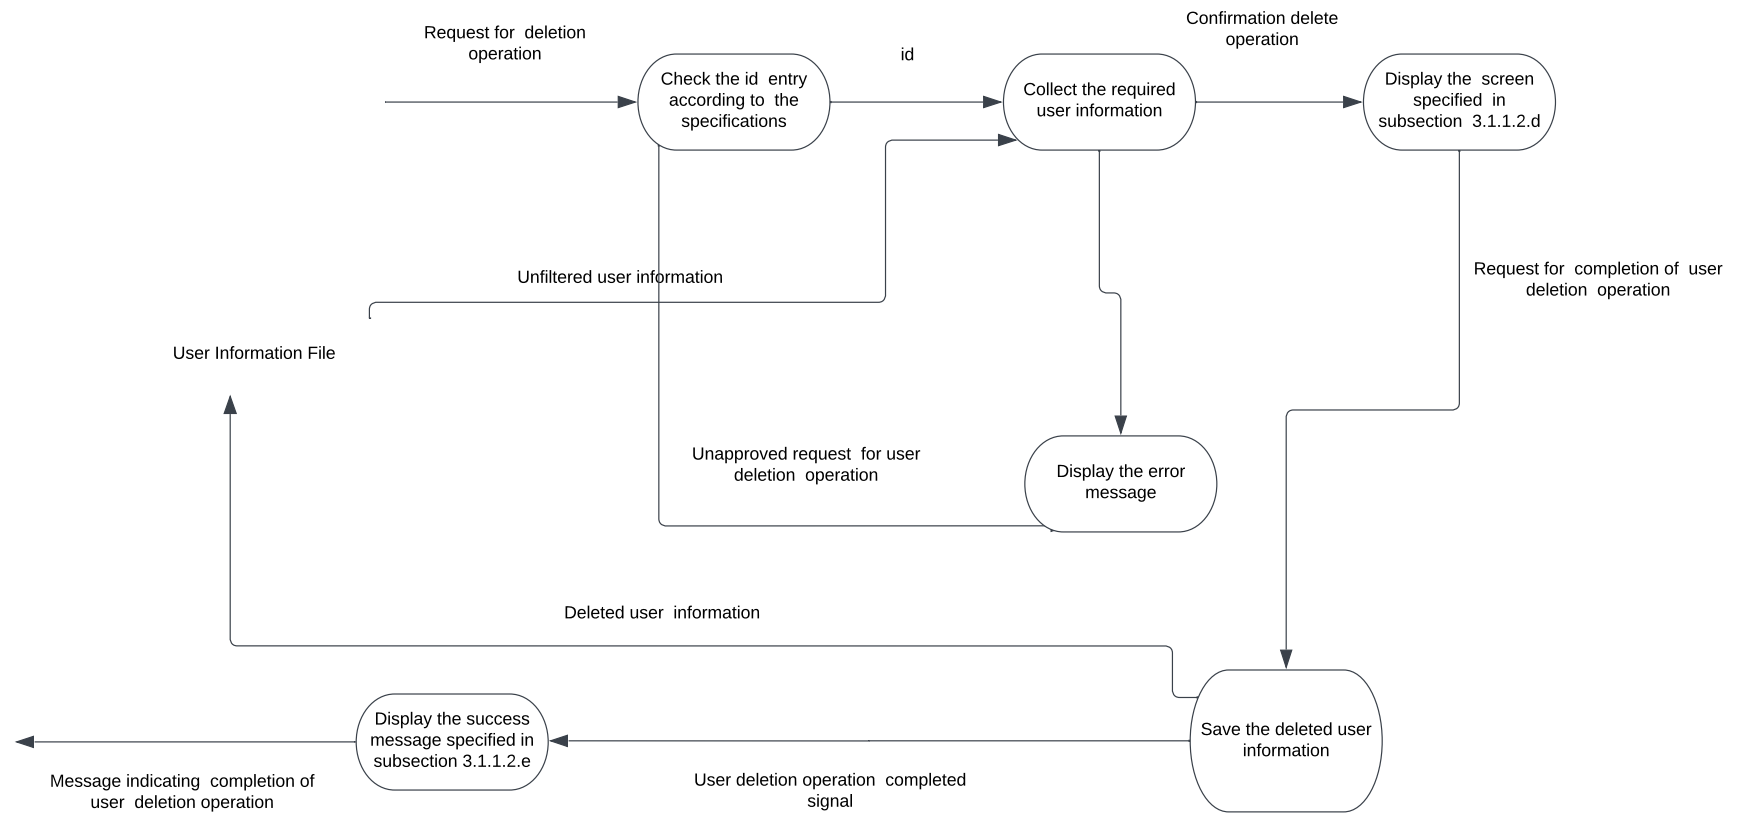 Confirmation delete
operation
Request for deletion
operation
id
Check the id entry
according to the
specifications
Collect the required
user information
Display the screen
specified in
subsection 3.1.1.2.d
Unfiltered user information
Request for completion of user
deletion operation
User Information File
Unapproved request for user
deletion operation
Display the error
message
Deleted user information
Display the success
message specified in
subsection 3.1.1.2.e
Save the deleted user
information
Message indicating completion of
user deletion operation
User deletion operation completed
signal